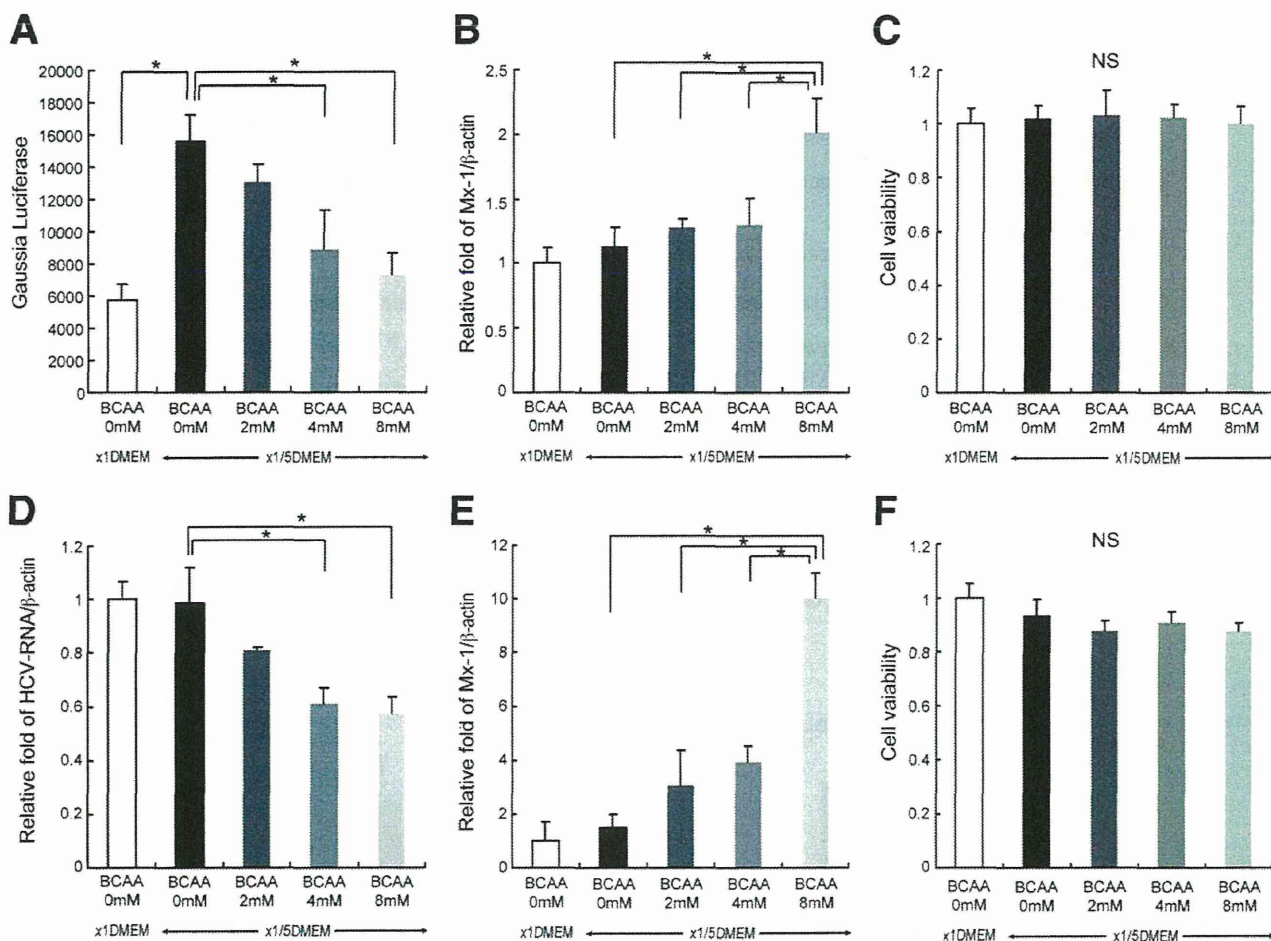 A
Gaussia Luciferase
20000
18000
16000
14000
12000
10000
8000
6000
4000
2000
0
*
*
*
BCAA BCAA BCAA BCAA BCAA
0mM 0mM 2mM 4mM 8mM
x1DMEM x1/5DMEM
B
Relative fold of Mx-1/β-actin
2.5
2
1.5
1
0.5
0
*
*
*
BCAA BCAA BCAA BCAA BCAA
0mM 0mM 2mM 4mM 8mM
x1DMEM x1/5DMEM
C
NS
Cell vaiability
1.2
1
0.8
0.6
0.4
0.2
0
BCAA BCAA BCAA BCAA BCAA
0mM 0mM 2mM 4mM 8mM
x1DMEM x1/5DMEM
D
Relative fold of HCV-RNA/β-actin
1.2
1
0.8
0.6
0.4
0.2
0
*
*
BCAA BCAA BCAA BCAA BCAA
0mM 0mM 2mM 4mM 8mM
x1DMEM x1/5DMEM
E
Relative fold of Mx-1/β-actin
12
10
8
6
4
2
0
*
*
*
BCAA BCAA BCAA BCAA BCAA
0mM 0mM 2mM 4mM 8mM
x1DMEM x1/5DMEM
F
NS
Cell vaiability
1.2
1
0.8
0.6
0.4
0.2
0
BCAA BCAA BCAA BCAA BCAA
0mM 0mM 2mM 4mM 8mM
x1DMEM x1/5DMEM